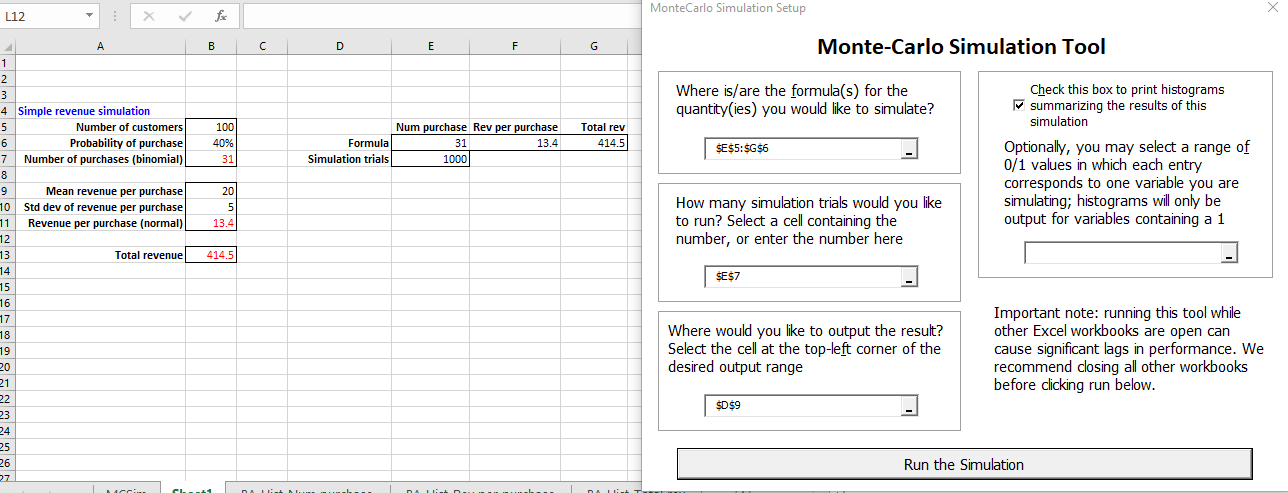 L12
fx
A B C D E F G
1
2
3
4 Simple revenue simulation
5 Number of customers 100 Num purchase Rev per purchase Total rev
6 Probability of purchase 40% Formula 31 13.4 414.5
7 Number of purchases (binomial) 31 Simulation trials 1000
8
9 Mean revenue per purchase 20
10 Std dev of revenue per purchase 5
11 Revenue per purchase (normal) 13.4
12
13 Total revenue 414.5
14
15
16
17
18
19
20
21
22
23
24
25
26
27
Sheet1
MonteCarlo Simulation Setup
Monte-Carlo Simulation Tool
Where is/are the formula(s) for the
quantity(ies) you would like to simulate?
$E$5:$G$6
How many simulation trials would you like
to run? Select a cell containing the
number, or enter the number here
$E$7
Where would you like to output the result?
Select the cell at the top-left corner of the
desired output range
$D$9
Check this box to print histograms
summarizing the results of this
simulation
Optionally, you may select a range of
0/1 values in which each entry
corresponds to one variable you are
simulating; histograms will only be
output for variables containing a 1
Important note: running this tool while
other Excel workbooks are open can
cause significant lags in performance. We
recommend closing all other workbooks
before clicking run below.
Run the Simulation